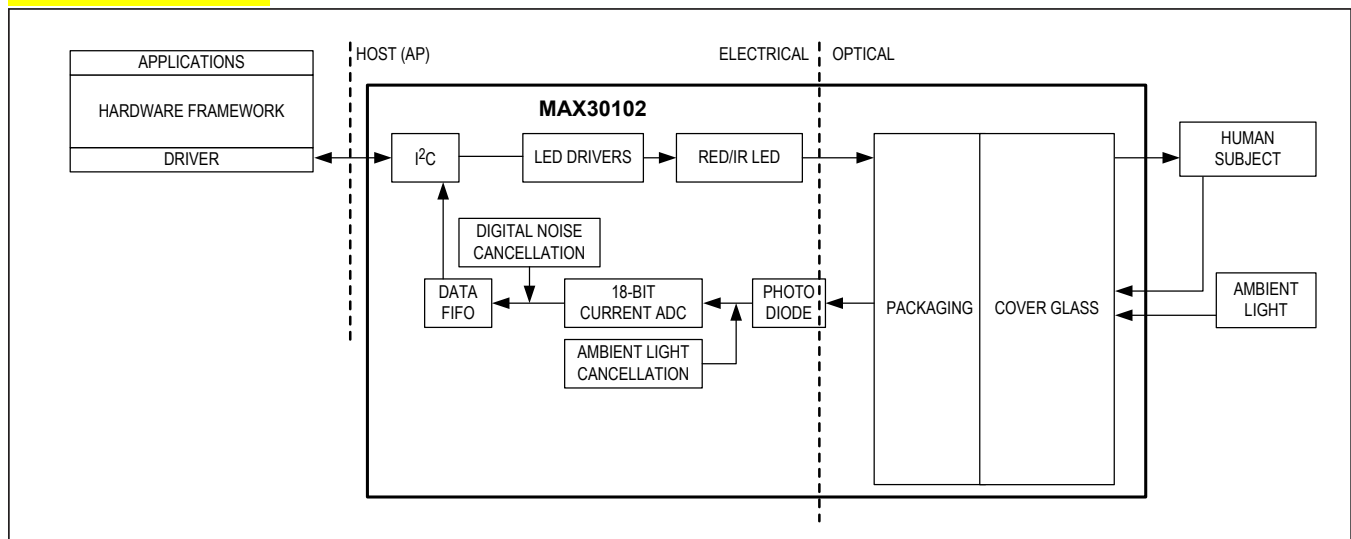 HOST (AP)
ELECTRICAL
OPTICAL
APPLICATIONS
HARDWARE FRAMEWORK
DRIVER
MAX30102
I²C
LED DRIVERS
RED/IR LED
HUMAN
SUBJECT
DIGITAL NOISE
CANCELLATION
DATA
FIFO
18-BIT
CURRENT ADC
PHOTO
DIODE
PACKAGING
COVER GLASS
AMBIENT
LIGHT
AMBIENT LIGHT
CANCELLATION